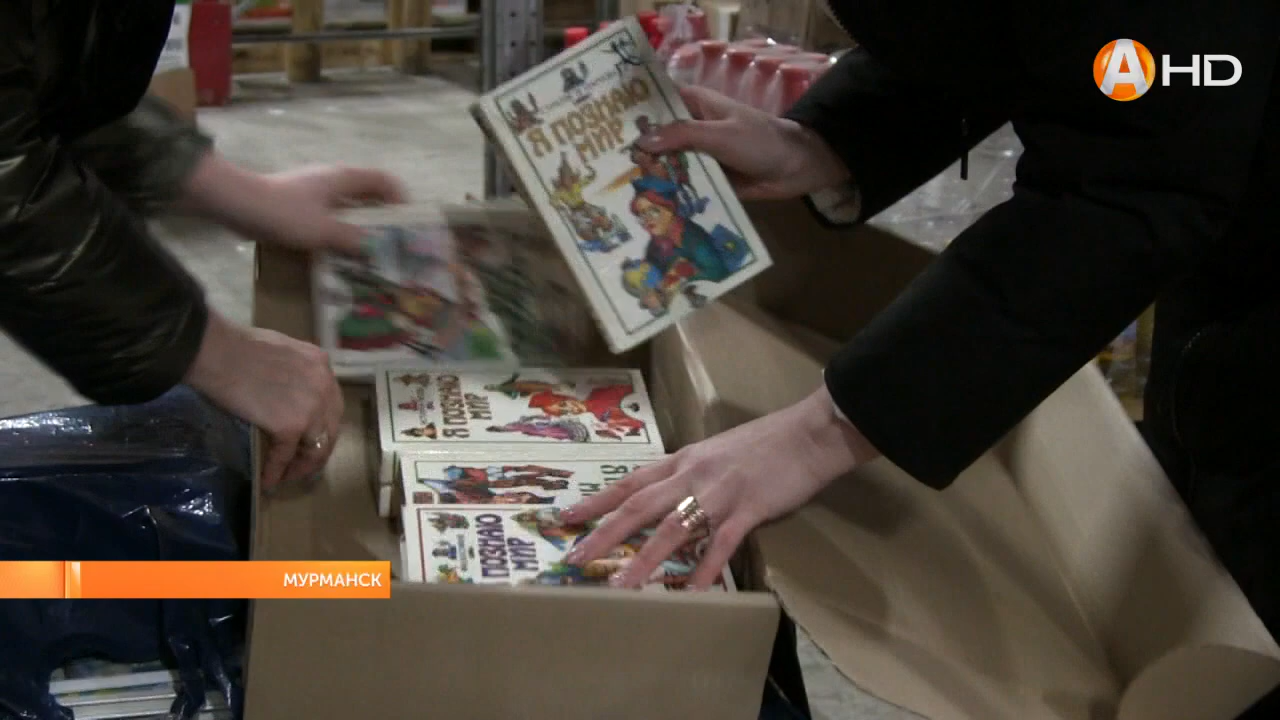 А HD
Я ПОЗНАЮ
МИР
Я ПОЗНАЮ
МИР
ПОЗНАЮ
МИР
МУРМАНСК